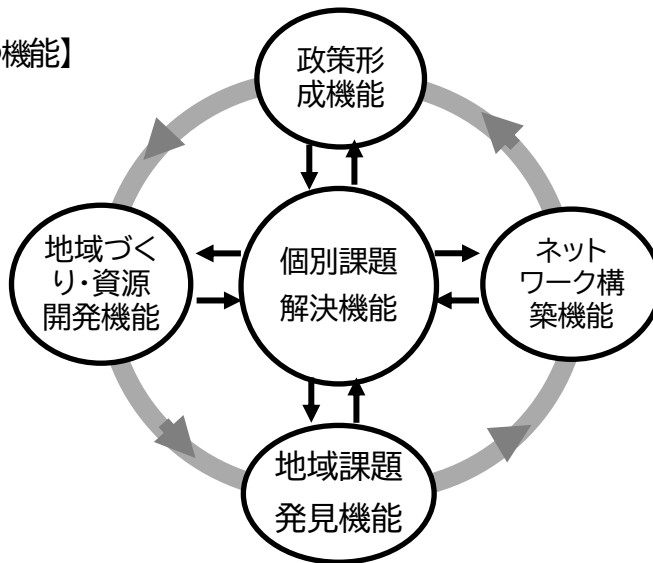 機能】
政策形
成機能
地域づく
り・資源
開発機能
個別課題
解決機能
ネット
ワーク構
築機能
地域課題
発見機能